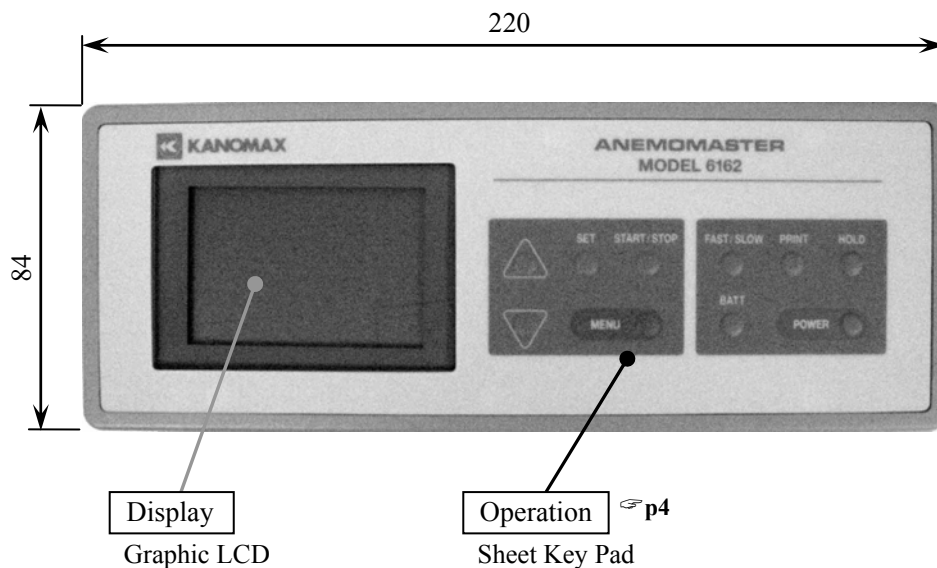 220
84
KANOMAX
ANEMOMASTER
MODEL 6162
SET START/STOP
FAST/SLOW PRINT HOLD
BATT
MENU
POWER
Display
Graphic LCD
Operation ☞p4
Sheet Key Pad